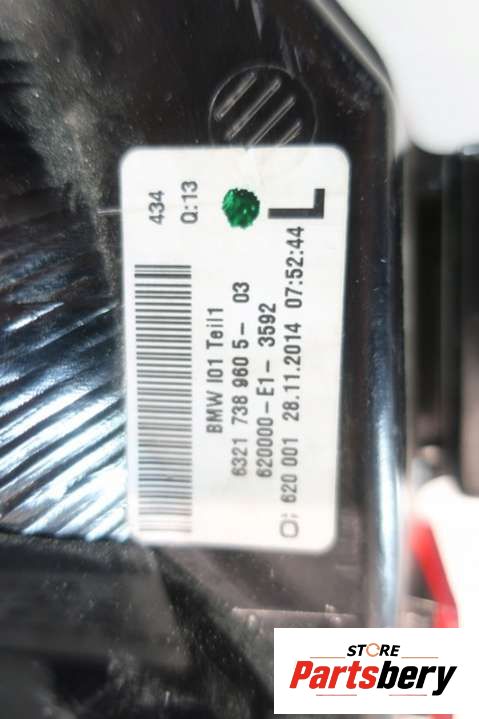 434
Q:13
L
BMW I01 Teil1
6321 738 960 5- 03
620000-E1- 3592
620 001 28.11.2014 07:52:44
STORE
Partsbery